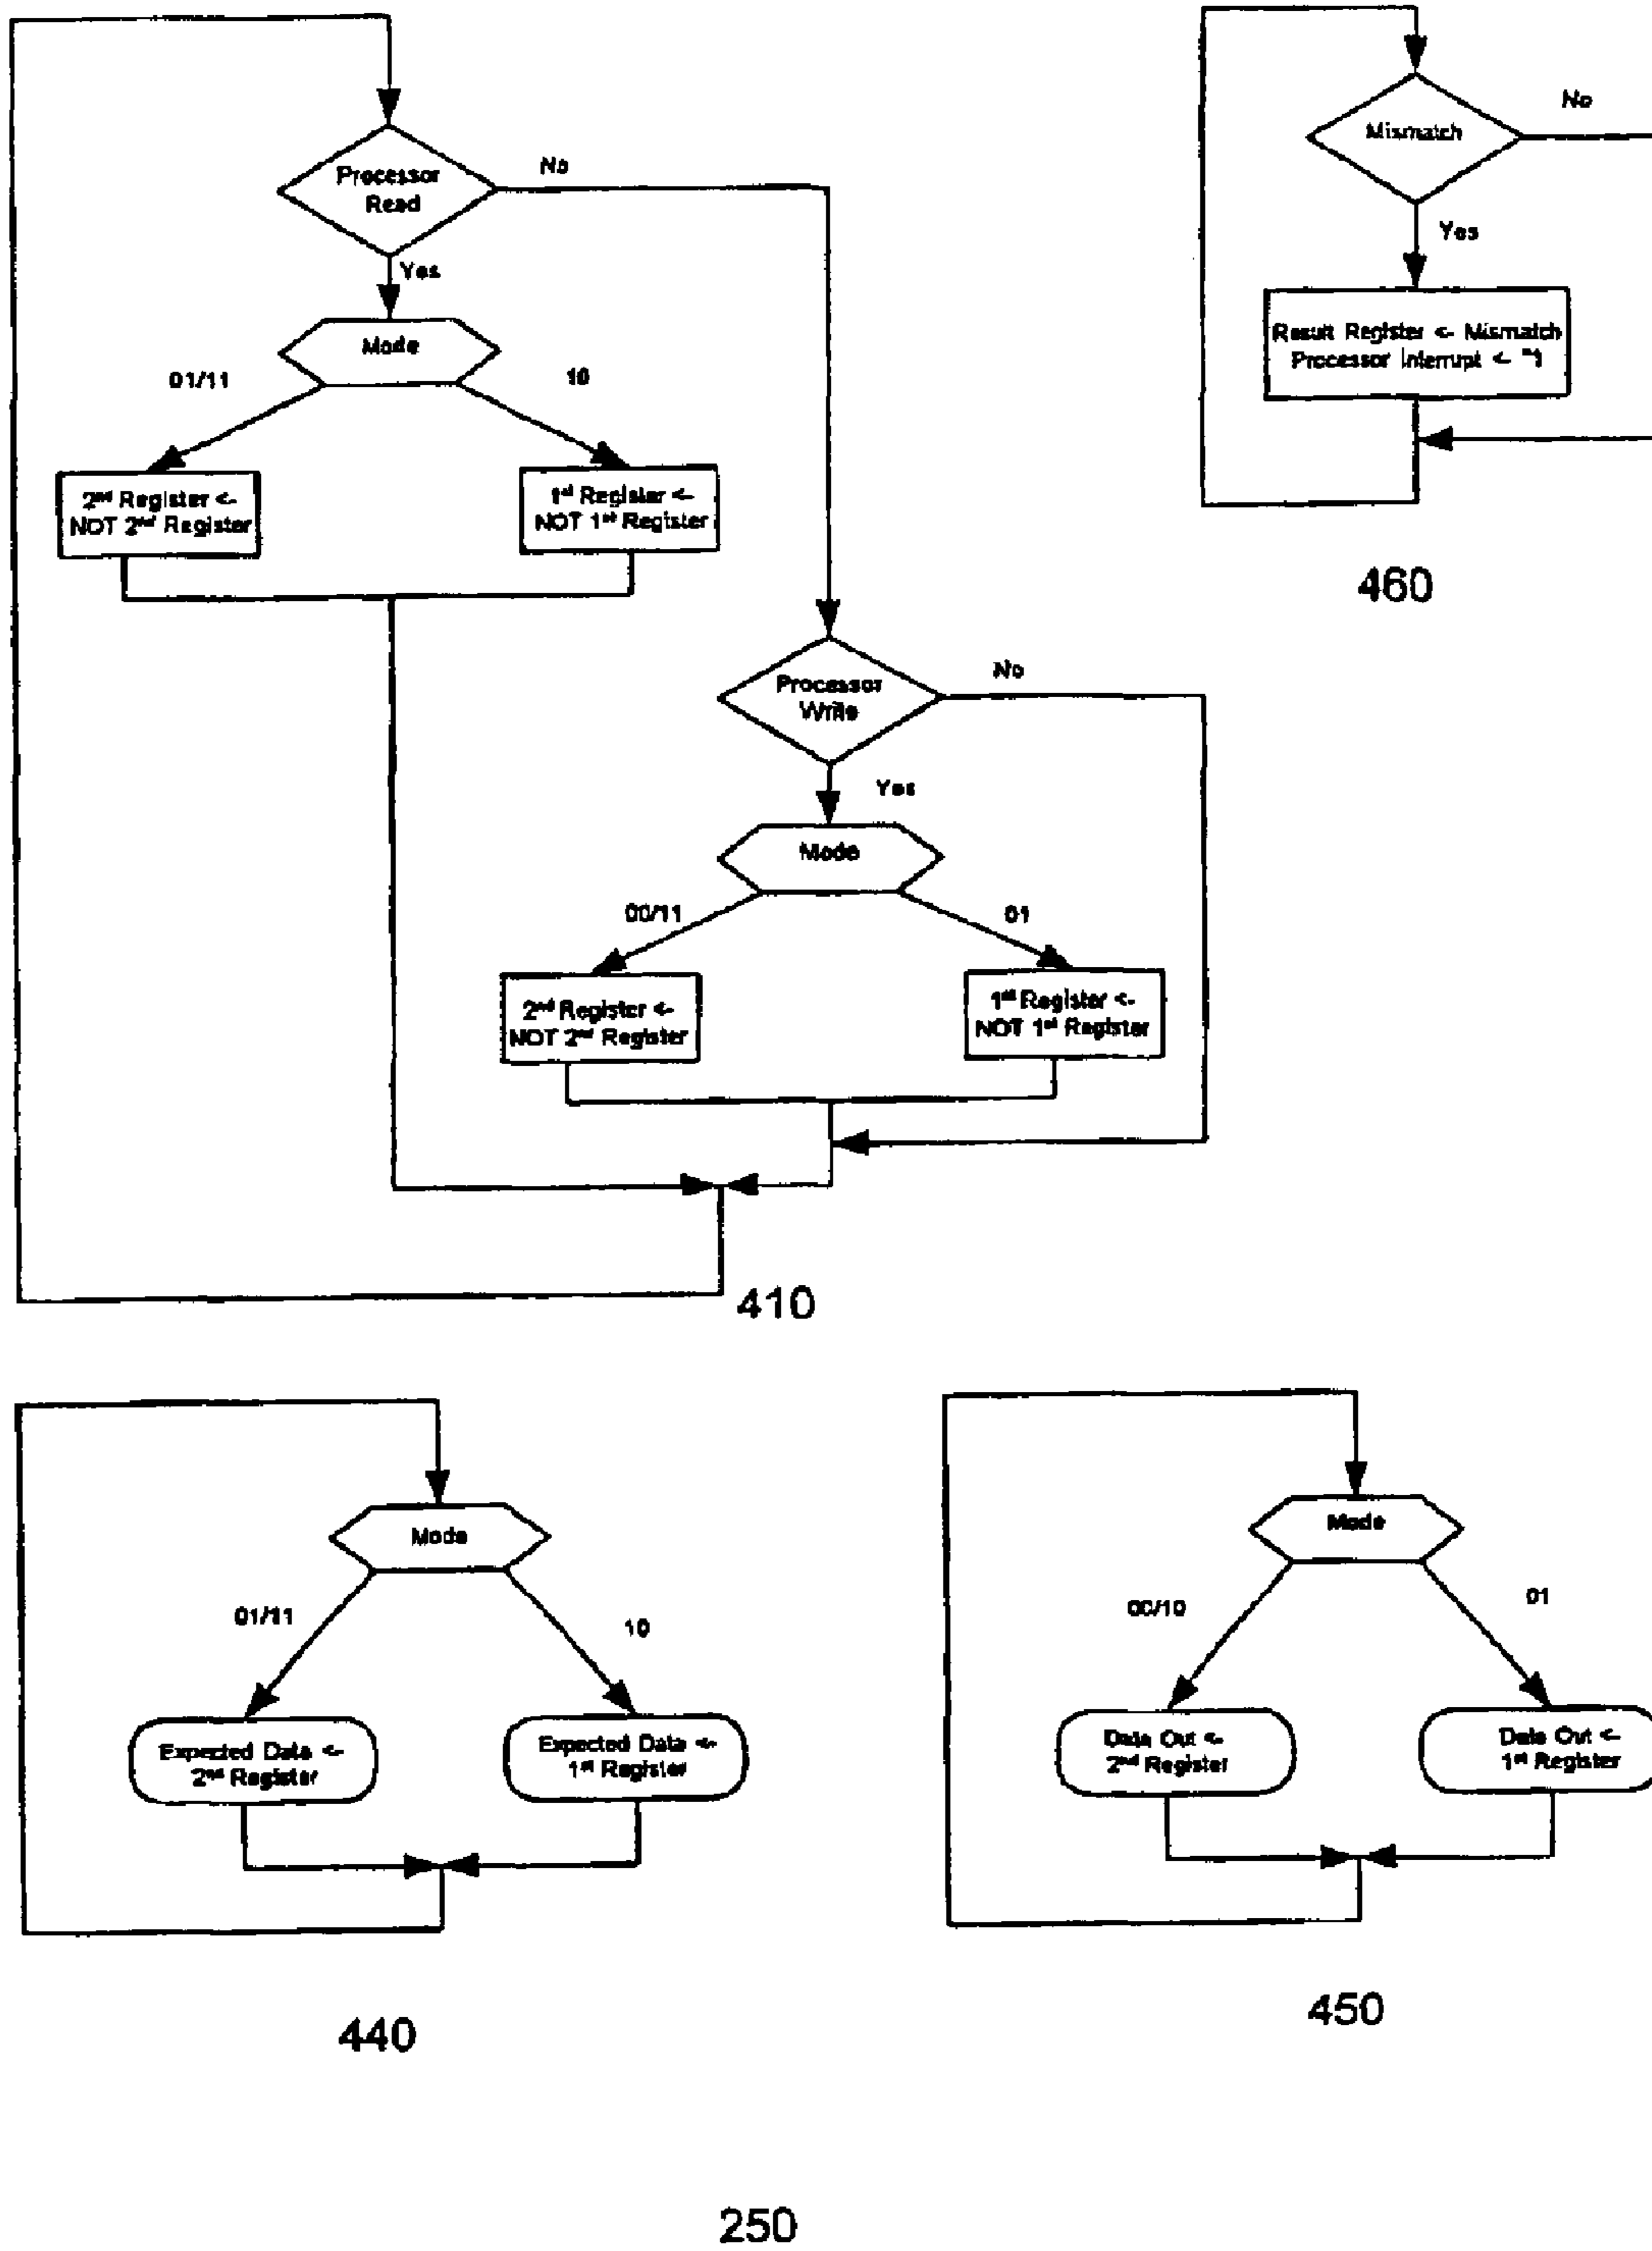 Processor
Read
No
Yes
Mode
01/11
10
2nd Register <-
NOT 2nd Register
1st Register <-
NOT 1st Register
Processor
Write
No
Yes
Mode
00/11
01
2nd Register <-
NOT 2nd Register
1st Register <-
NOT 1st Register
410
Mismatch
No
Yes
Result Register <- Mismatch
Processor Interrupt <- "1
460
Mode
01/11
10
Expected Data <-
2nd Register
Expected Data <-
1st Register
440
Mode
00/10
01
Data Out <-
2nd Register
Data Out <-
1st Register
450
250